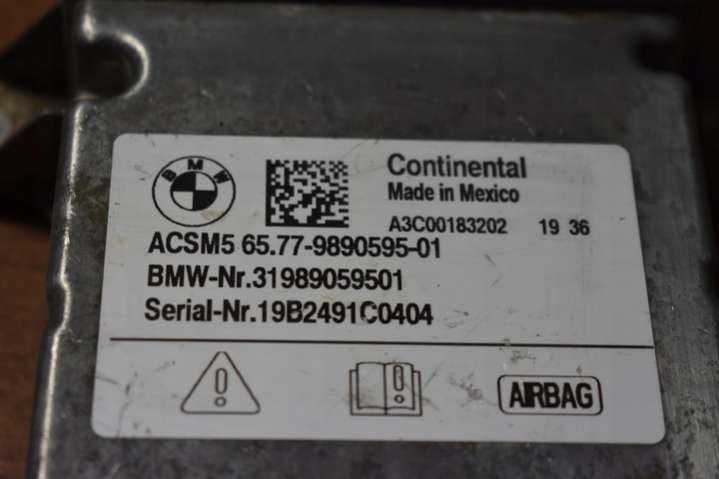 BMW
Continental
Made in Mexico
A3C00183202 19 36
ACSM5 65.77-9890595-01
BMW-Nr.31989059501
Serial-Nr.19B2491C0404
AIRBAG